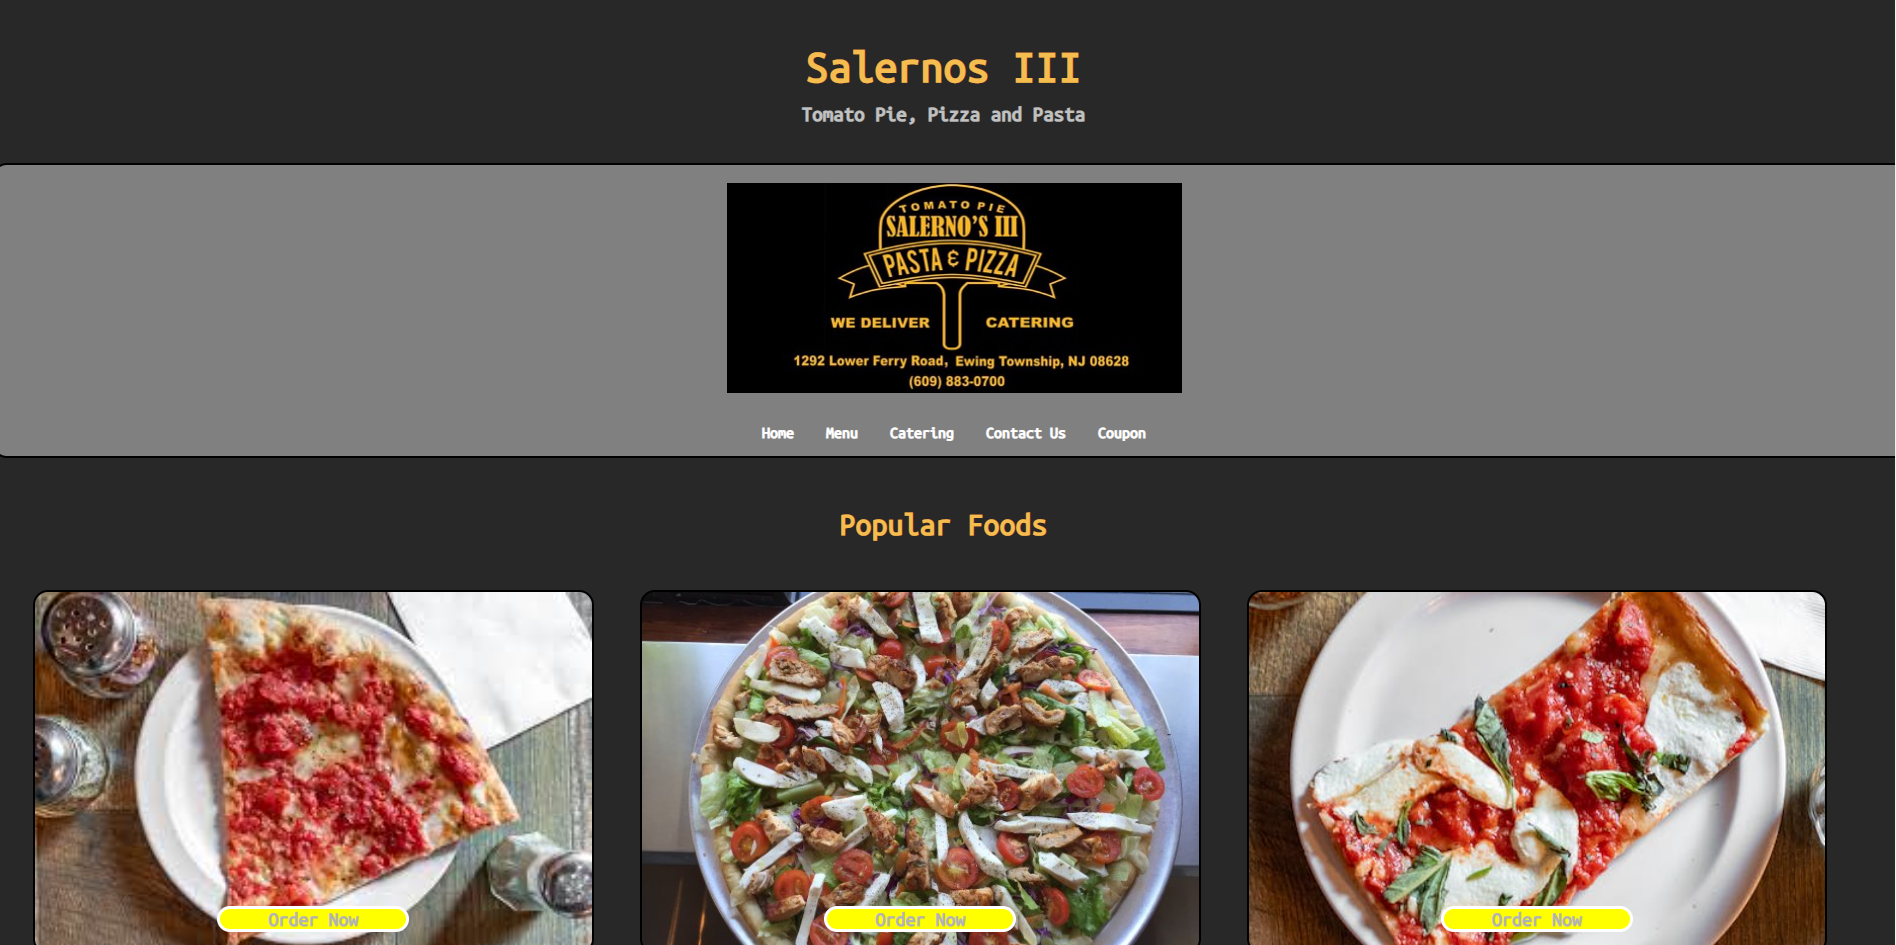 Salernos III
Tomato Pie, Pizza and Pasta
TOMATO PIE
SALERNO'S III
PASTA & PIZZA
WE DELIVER CATERING
1292 Lower Ferry Road, Ewing Township, NJ 08628
(609) 883-0700
Home Menu Catering Contact Us Coupon
Popular Foods
Order Now Order Now Order Now